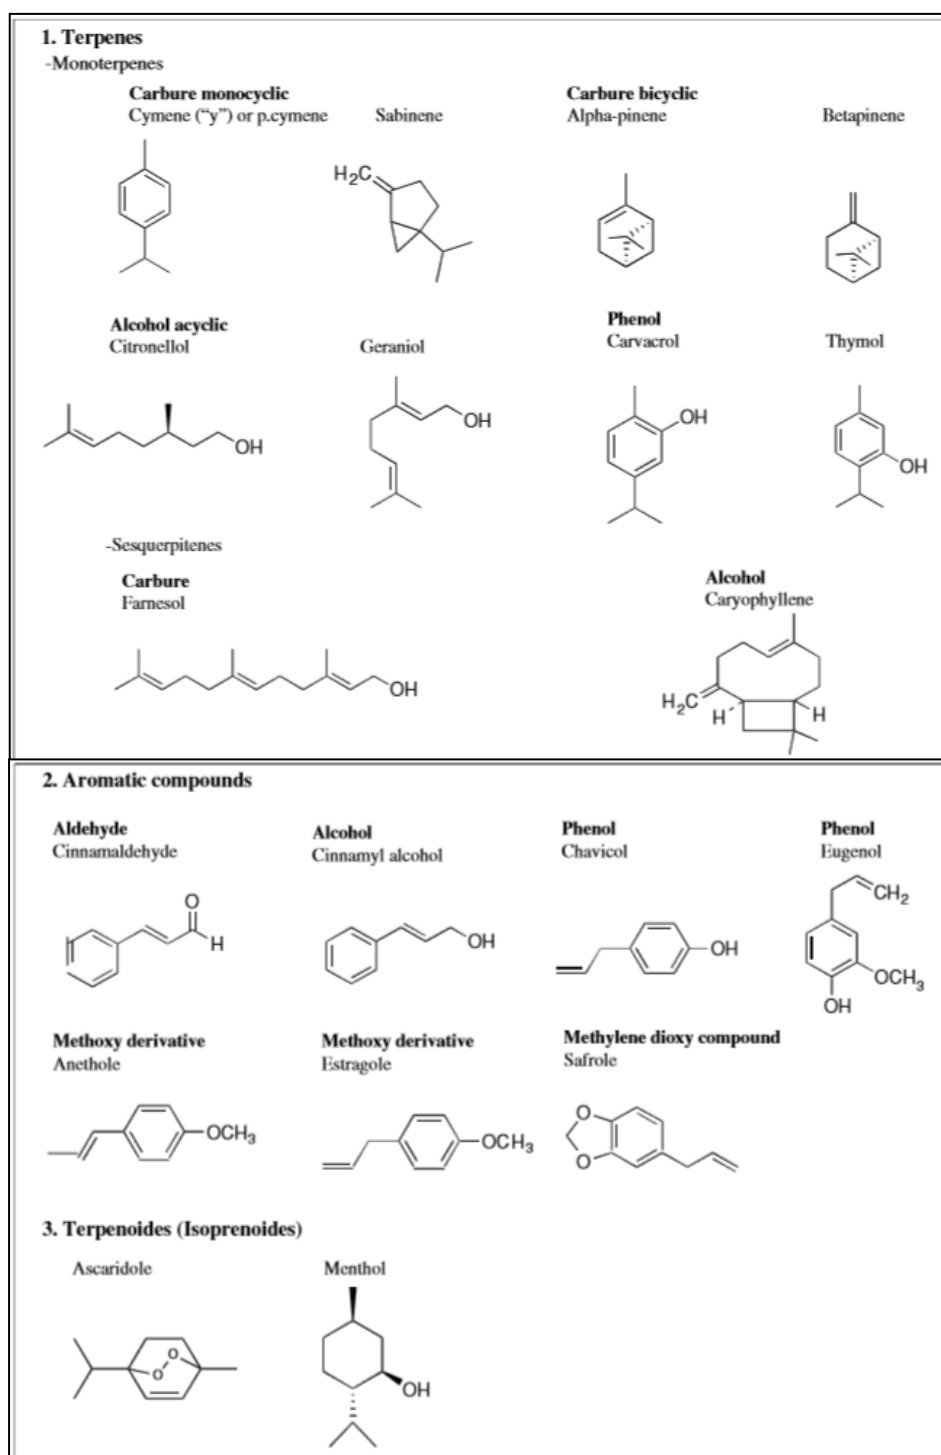 1. Terpenes
-Monoterpenes
Carbure monocyclic
Cymene (“y”) or p.cymene
Sabinene
Carbure bicyclic
Alpha-pinene
Betapinene
H₂C
Alcohol acyclic
Citronellol
Geraniol
Phenol
Carvacrol
Thymol
OH
OH
OH
OH
-Sesquerpitenes
Carbure
Farnesol
Alcohol
Caryophyllene
OH
H₂C
H
H
2. Aromatic compounds
Aldehyde
Cinnamaldehyde
Alcohol
Cinnamyl alcohol
Phenol
Chavicol
Phenol
Eugenol
O
H
OH
OH
CH₂
OCH₃
OH
Methoxy derivative
Anethole
Methoxy derivative
Estragole
Methylene dioxy compound
Safrole
OCH₃
OCH₃
O
O
3. Terpenoides (Isoprenoides)
Ascaridole
Menthol
O
O
OH